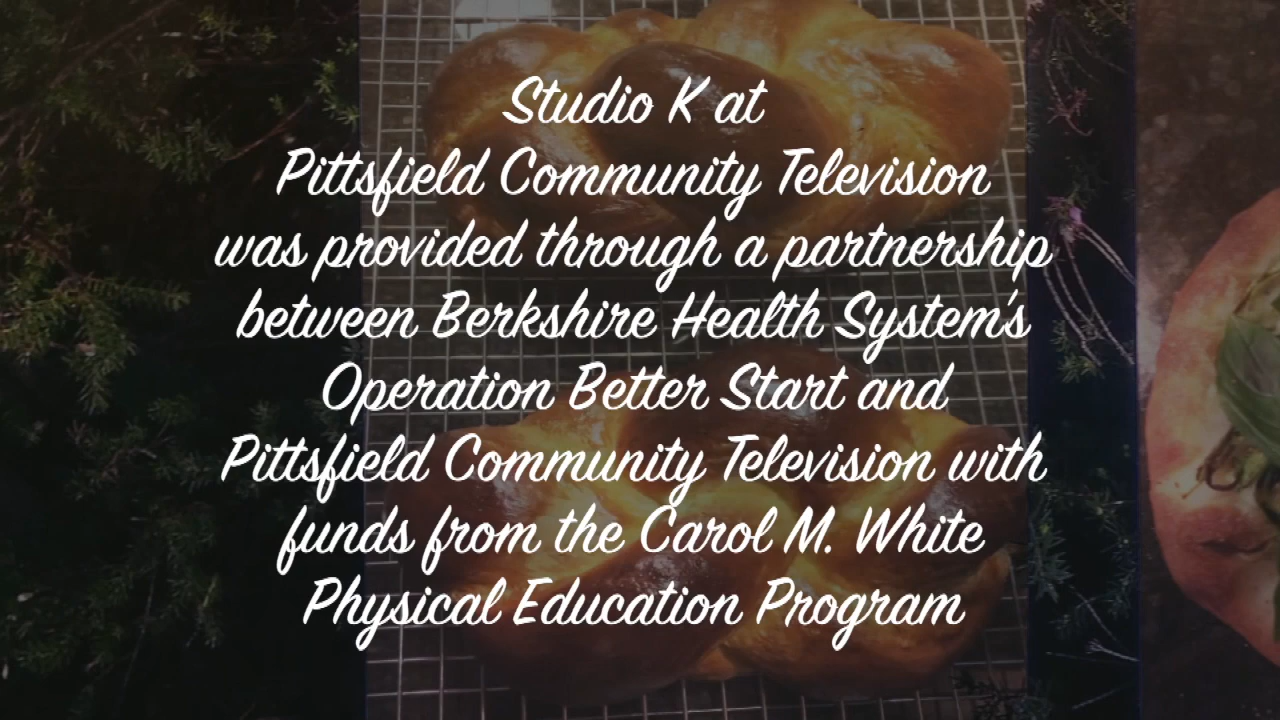 Studio K at
Pittsfield Community Television
was provided through a partnership
between Berkshire Health System's
Operation Better Start and
Pittsfield Community Television with
funds from the Carol M. White
Physical Education Program